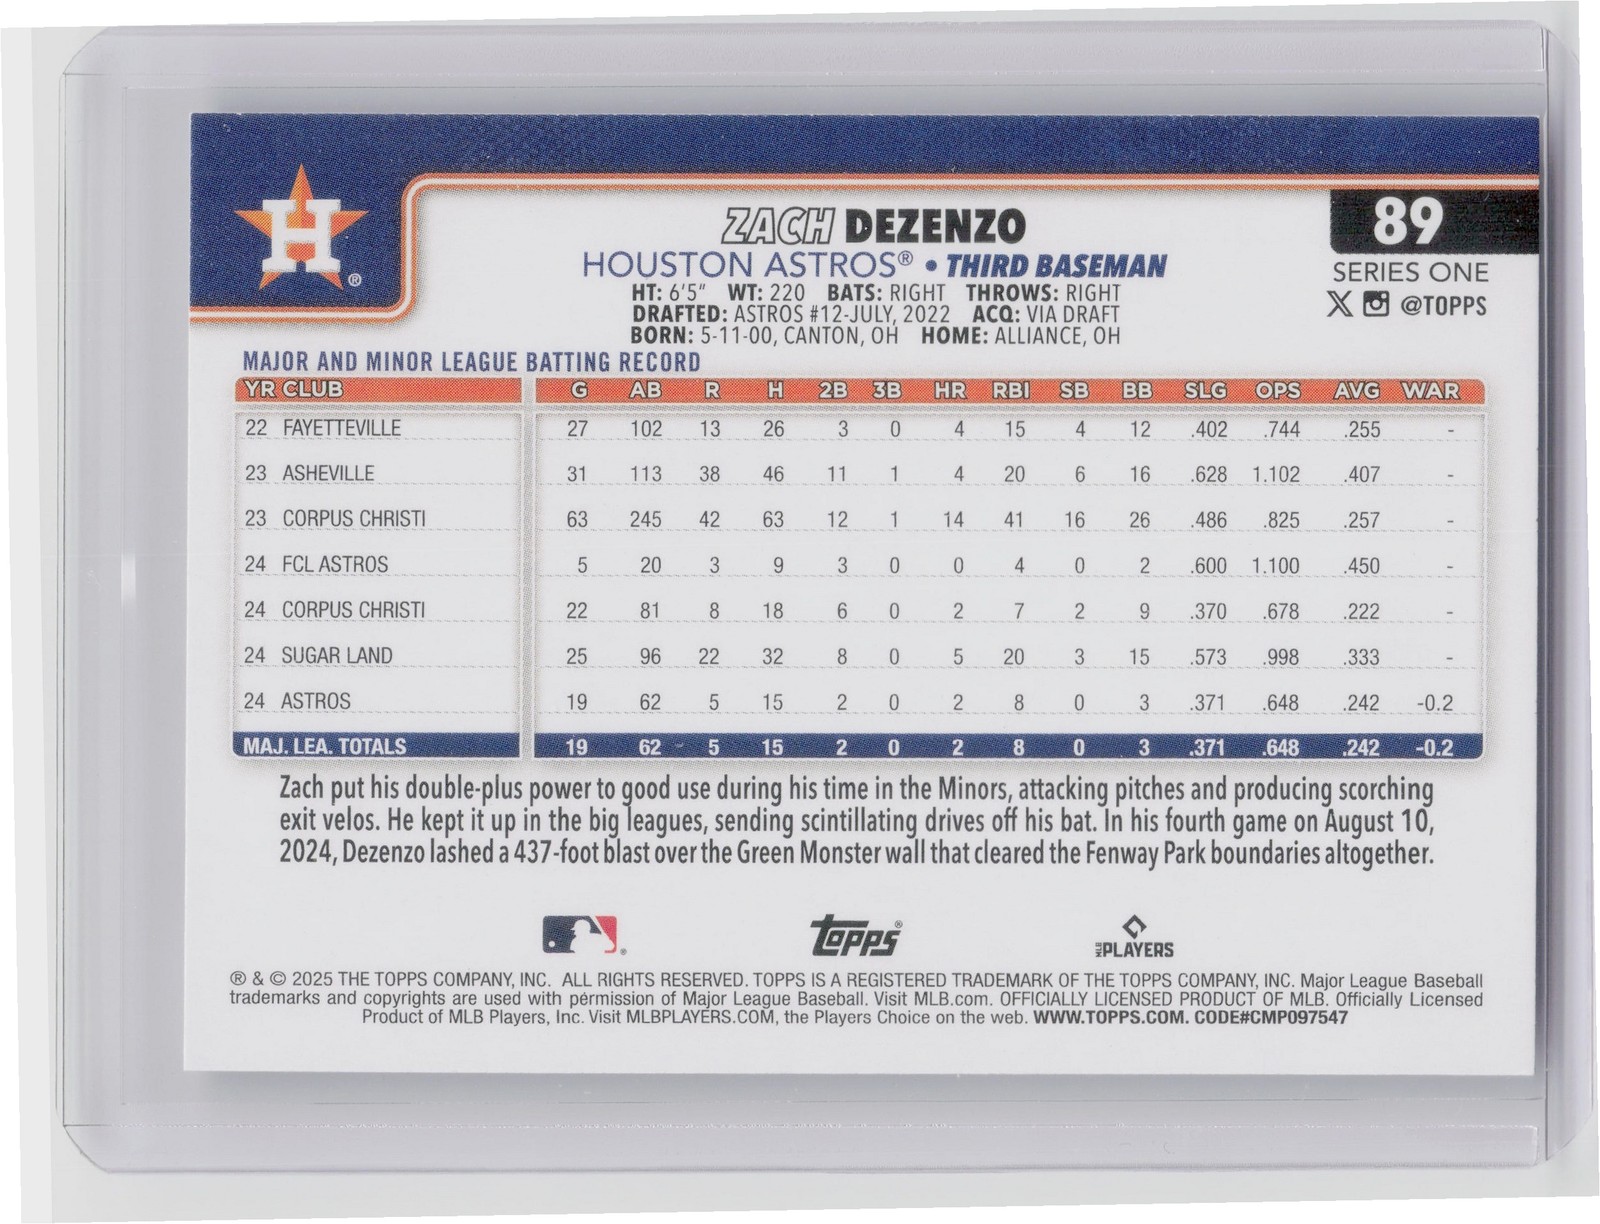 H ®
ZACH DEZENZO
89
HOUSTON ASTROS® • THIRD BASEMAN
SERIES ONE
HT: 6'5" WT: 220 BATS: RIGHT THROWS: RIGHT
X @TOPPS
DRAFTED: ASTROS #12-JULY, 2022 ACQ: VIA DRAFT
BORN: 5-11-00, CANTON, OH HOME: ALLIANCE, OH
MAJOR AND MINOR LEAGUE BATTING RECORD
YR CLUB G AB R H 2B 3B HR RBI SB BB SLG OPS AVG WAR
22 FAYETTEVILLE 27 102 13 26 3 0 4 15 4 12 .402 .744 .255 -
23 ASHEVILLE 31 113 38 46 11 1 4 20 6 16 .628 1.102 .407 -
23 CORPUS CHRISTI 63 245 42 63 12 1 14 41 16 26 .486 .825 .257 -
24 FCL ASTROS 5 20 3 9 3 0 0 4 0 2 .600 1.100 .450 -
24 CORPUS CHRISTI 22 81 8 18 6 0 2 7 2 9 .370 .678 .222 -
24 SUGAR LAND 25 96 22 32 8 0 5 20 3 15 .573 .998 .333 -
24 ASTROS 19 62 5 15 2 0 2 8 0 3 .371 .648 .242 -0.2
MAJ. LEA. TOTALS 19 62 5 15 2 0 2 8 0 3 .371 .648 .242 -0.2
Zach put his double-plus power to good use during his time in the Minors, attacking pitches and producing scorching
exit velos. He kept it up in the big leagues, sending scintillating drives off his bat. In his fourth game on August 10,
2024, Dezenzo lashed a 437-foot blast over the Green Monster wall that cleared the Fenway Park boundaries altogether.
® TOPPS® MLB PLAYERS
® & © 2025 THE TOPPS COMPANY, INC. ALL RIGHTS RESERVED. TOPPS IS A REGISTERED TRADEMARK OF THE TOPPS COMPANY, INC. Major League Baseball
trademarks and copyrights are used with permission of Major League Baseball. Visit MLB.com. OFFICIALLY LICENSED PRODUCT OF MLB. Officially Licensed
Product of MLB Players, Inc. Visit MLBPLAYERS.COM, the Players Choice on the web. WWW.TOPPS.COM. CODE#CMP097547